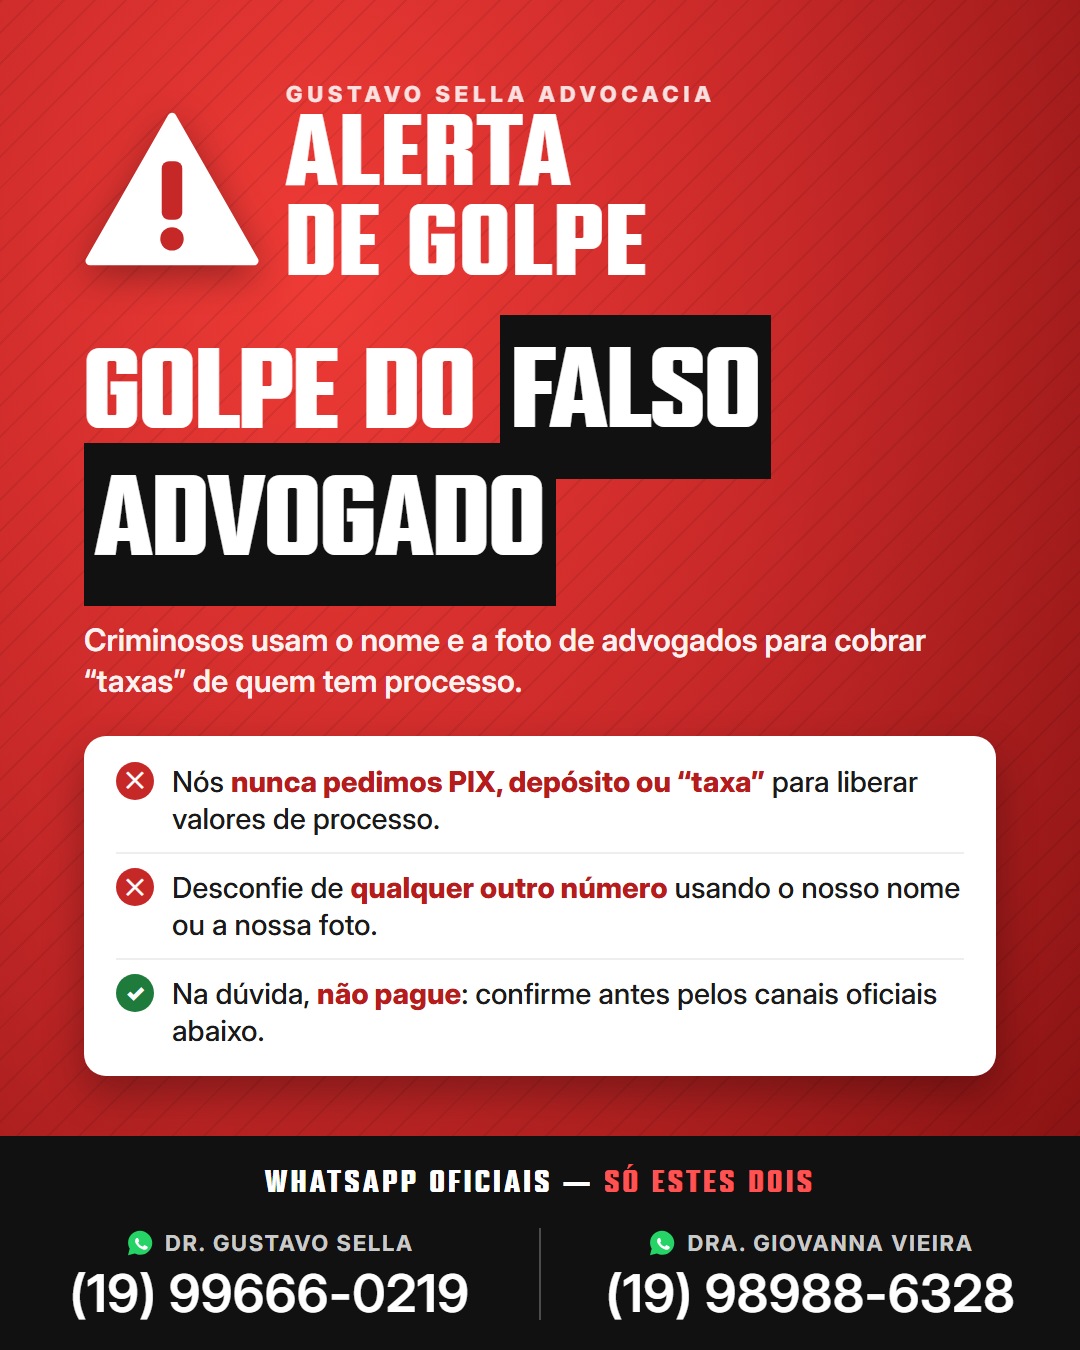 GUSTAVO SELLA ADVOCACIA
ALERTA
DE GOLPE
GOLPE DO FALSO
ADVOGADO
Criminosos usam o nome e a foto de advogados para cobrar
“taxas” de quem tem processo.
Nós nunca pedimos PIX, depósito ou “taxa” para liberar
valores de processo.
Desconfie de qualquer outro número usando o nosso nome
ou a nossa foto.
Na dúvida, não pague: confirme antes pelos canais oficiais
abaixo.
WHATSAPP OFICIAIS — SÓ ESTES DOIS
DR. GUSTAVO SELLA
(19) 99666-0219
DRA. GIOVANNA VIEIRA
(19) 98988-6328